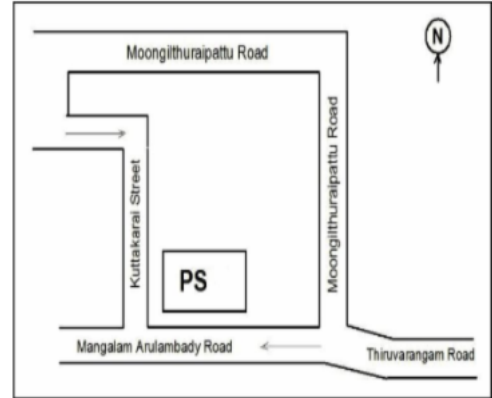 Moongilthuraipattu Road
N
Moongilthuraipattu Road
Kuttakarai Street
PS
Mangalam Arulambady Road
Thiruvarangam Road